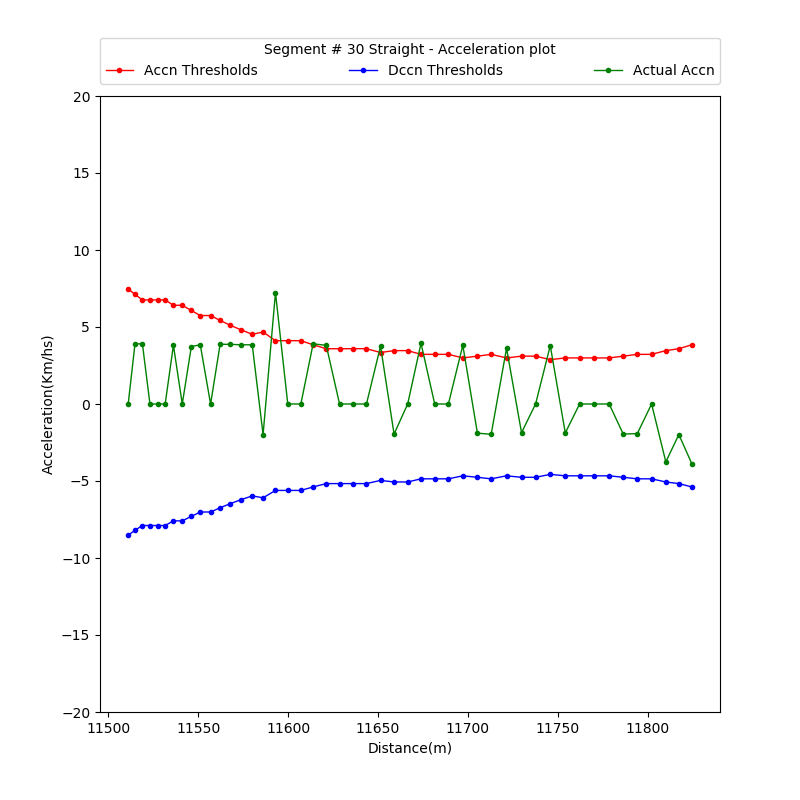 Segment # 30 Straight - Acceleration plot
Accn Thresholds Dccn Thresholds Actual Accn
20
15
10
5
0
−5
−10
−15
−20
Acceleration(Km/hs)
11500 11550 11600 11650 11700 11750 11800
Distance(m)